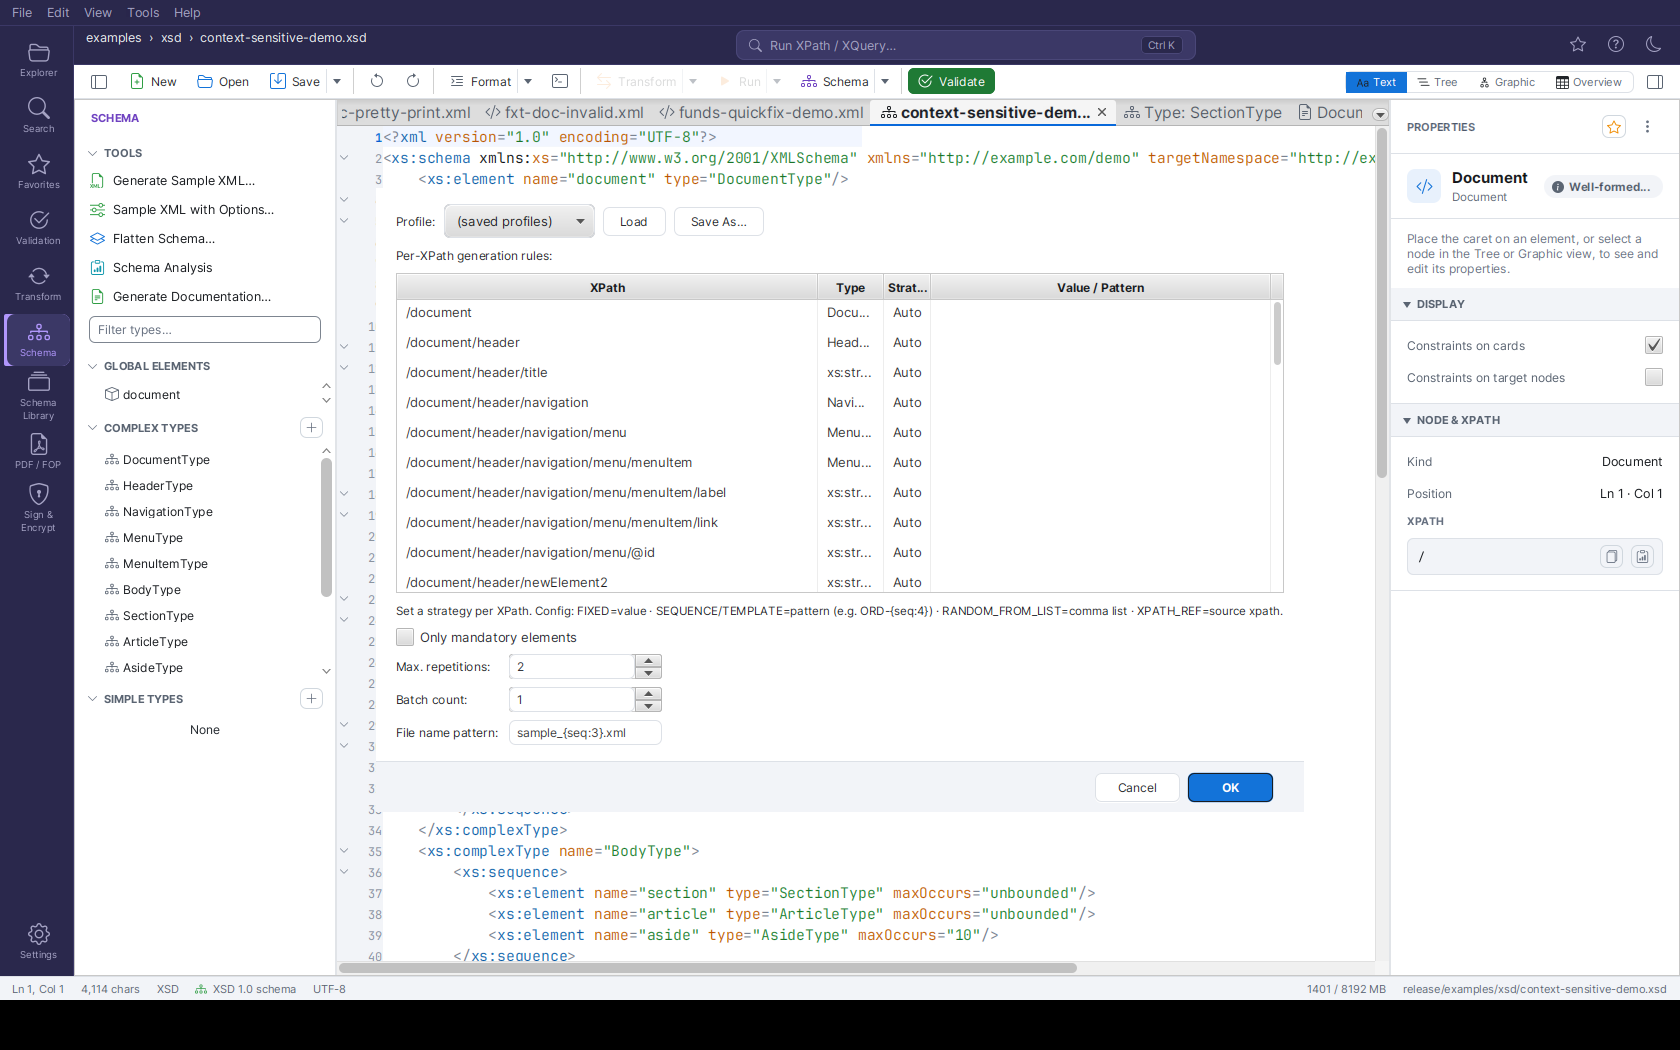 File Edit View Tools Help
examples › xsd › context-sensitive-demo.xsd
Run XPath / XQuery... Ctrl K
New Open Save Format Transform Run Schema Validate
Text Tree Graphic Overview
Explorer
Search
Favorites
Validation
Transform
Schema
Schema Library
PDF / FOP
Sign & Encrypt
Settings
SCHEMA
TOOLS
Generate Sample XML...
Sample XML with Options...
Flatten Schema...
Schema Analysis
Generate Documentation...
Filter types...
GLOBAL ELEMENTS
document
COMPLEX TYPES
DocumentType
HeaderType
NavigationType
MenuType
MenuItemType
BodyType
SectionType
ArticleType
AsideType
SIMPLE TYPES
None
c-pretty-print.xml fxt-doc-invalid.xml funds-quickfix-demo.xml context-sensitive-dem... Type: SectionType Docum
1 <?xml version="1.0" encoding="UTF-8"?>
2 <xs:schema xmlns:xs="http://www.w3.org/2001/XMLSchema" xmlns="http://example.com/demo" targetNamespace="http://ex
3 <xs:element name="document" type="DocumentType"/>
Profile: (saved profiles) Load Save As...
Per-XPath generation rules:
XPath Type Strat... Value / Pattern
/document Docu... Auto
/document/header Head... Auto
/document/header/title xs:str... Auto
/document/header/navigation Navi... Auto
/document/header/navigation/menu Menu... Auto
/document/header/navigation/menu/menuItem Menu... Auto
/document/header/navigation/menu/menuItem/label xs:str... Auto
/document/header/navigation/menu/menuItem/link xs:str... Auto
/document/header/navigation/menu/@id xs:str... Auto
/document/header/newElement2 xs:str... Auto
Set a strategy per XPath. Config: FIXED=value · SEQUENCE/TEMPLATE=pattern (e.g. ORD-{seq:4}) · RANDOM_FROM_LIST=comma list · XPATH_REF=source xpath.
Only mandatory elements
Max. repetitions: 2
Batch count: 1
File name pattern: sample_{seq:3}.xml
Cancel OK
34 </xs:complexType>
35 <xs:complexType name="BodyType">
36 <xs:sequence>
37 <xs:element name="section" type="SectionType" maxOccurs="unbounded"/>
38 <xs:element name="article" type="ArticleType" maxOccurs="unbounded"/>
39 <xs:element name="aside" type="AsideType" maxOccurs="10"/>
40 </xs:sequence>
PROPERTIES
Document
Document
Well-formed...
Place the caret on an element, or select a
node in the Tree or Graphic view, to see and
edit its properties.
DISPLAY
Constraints on cards
Constraints on target nodes
NODE & XPATH
Kind Document
Position Ln 1 · Col 1
XPATH
/
Ln 1, Col 1 4,114 chars XSD XSD 1.0 schema UTF-8 1401 / 8192 MB release/examples/xsd/context-sensitive-demo.xsd